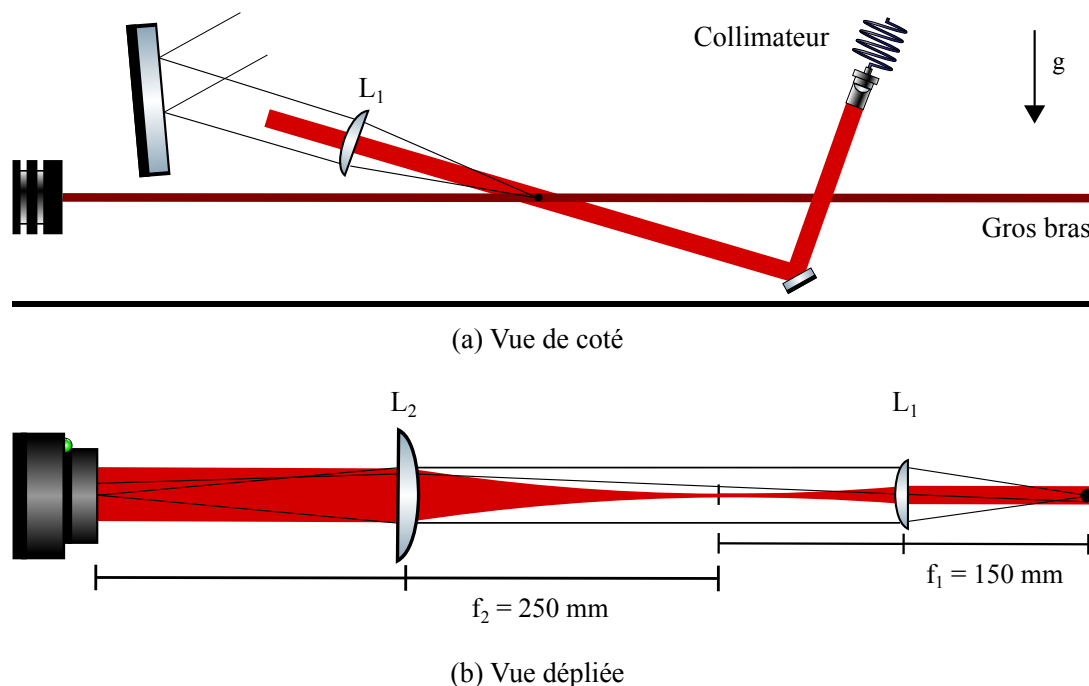 Collimateur
g
L₁
Gros bras
(a) Vue de coté
L₂
L₁
f₁ = 150 mm
f₂ = 250 mm
(b) Vue dépliée